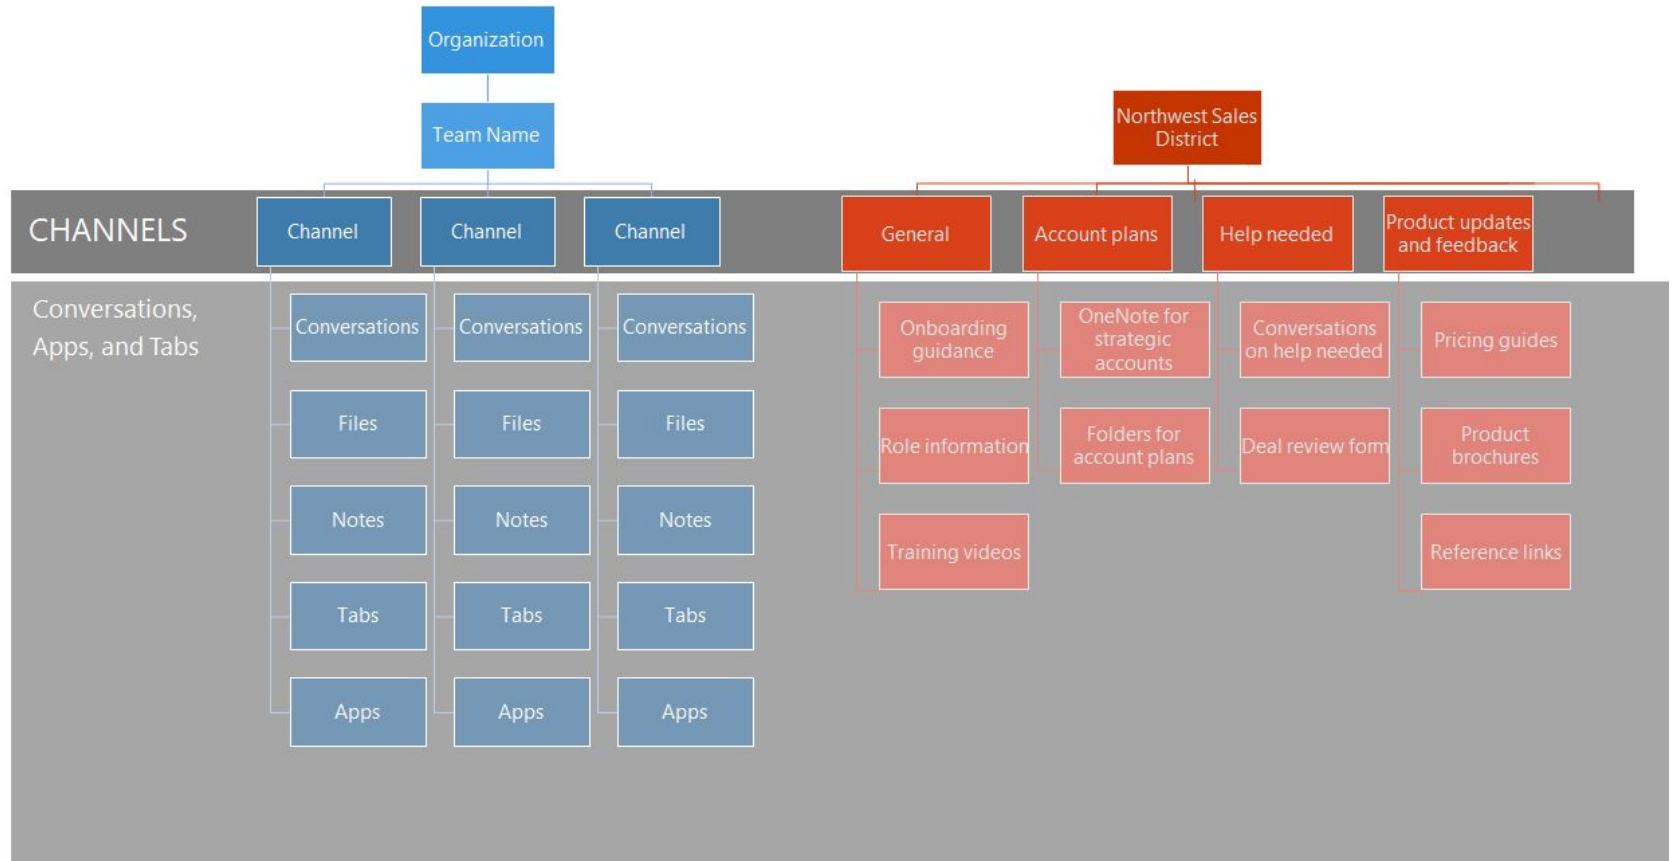 Organization
Team Name
Northwest Sales
District
CHANNELS
Channel
Channel
Channel
General
Account plans
Help needed
Product updates
and feedback
Conversations,
Apps, and Tabs
Conversations
Conversations
Conversations
Files
Files
Files
Notes
Notes
Notes
Tabs
Tabs
Tabs
Apps
Apps
Apps
Onboarding
guidance
OneNote for
strategic
accounts
Conversations
on help needed
Pricing guides
Role information
Folders for
account plans
Deal review form
Product
brochures
Training videos
Reference links